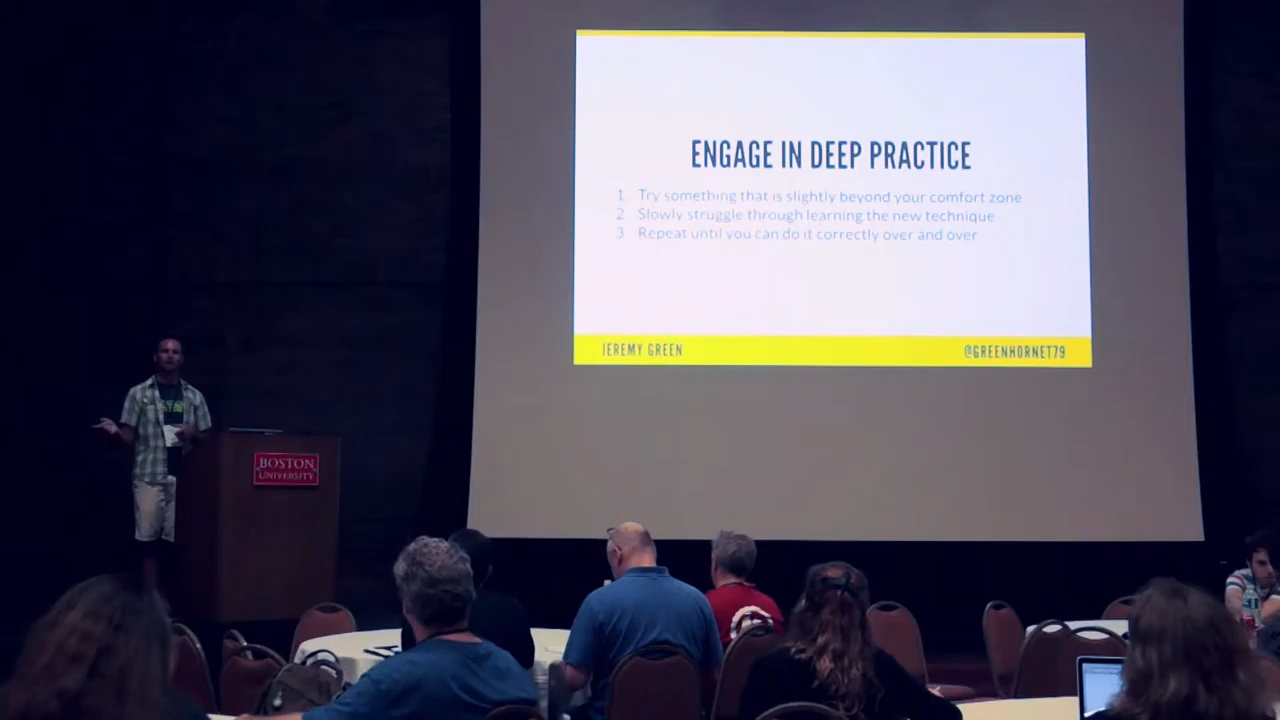 ENGAGE IN DEEP PRACTICE
1. Try something that is slightly beyond your comfort zone
2. Slowly struggle through learning the new technique
3. Repeat until you can do it correctly over and over
JEREMY GREEN
@GREENHORNET79
BOSTON
UNIVERSITY